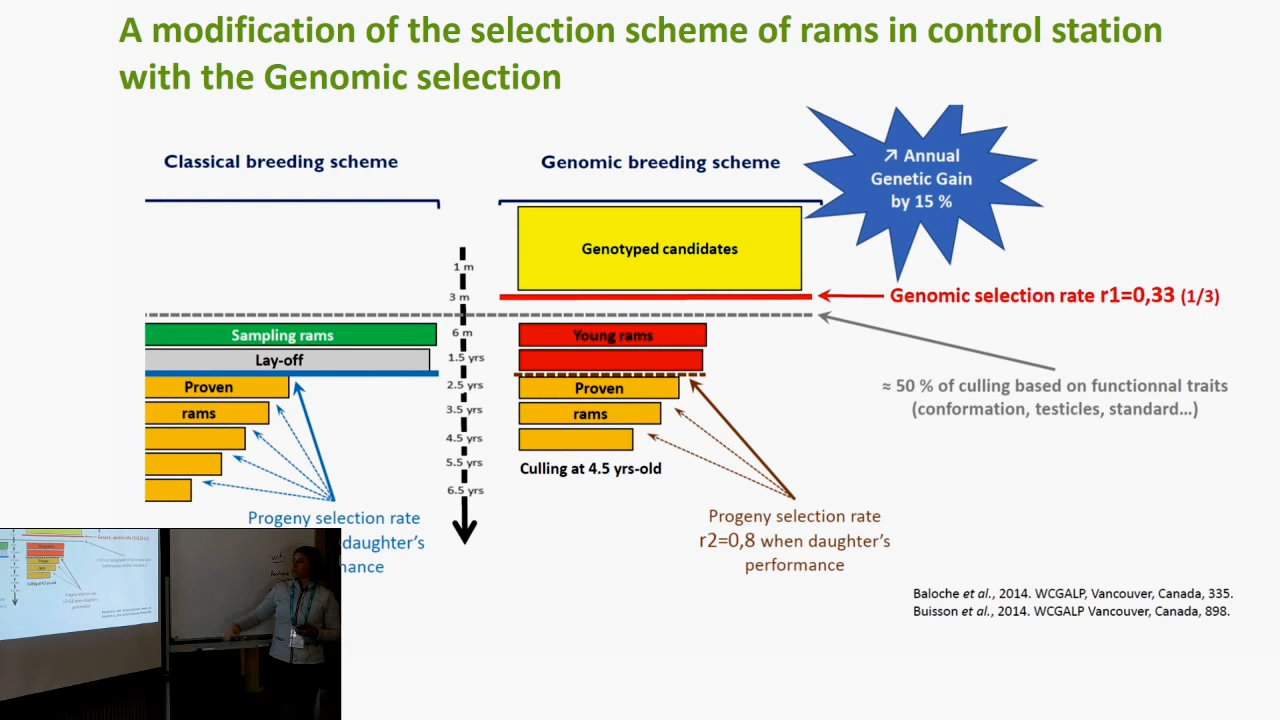 A modification of the selection scheme of rams in control station
with the Genomic selection
Classical breeding scheme
Genomic breeding scheme
↗ Annual
Genetic Gain
by 15 %
Genotyped candidates
1 m
3 m
6 m
1.5 yrs
2.5 yrs
3.5 yrs
4.5 yrs
5.5 yrs
6.5 yrs
Genomic selection rate r1=0,33 (1/3)
Sampling rams
Lay-off
Proven
rams
Young rams
Proven
rams
Culling at 4.5 yrs-old
≈ 50 % of culling based on functionnal traits
(conformation, testicles, standard…)
Progeny selection rate
daughter's
Progeny selection rate
r2=0,8 when daughter's
performance
Baloche et al., 2014. WCGALP, Vancouver, Canada, 335.
Buisson et al., 2014. WCGALP Vancouver, Canada, 898.